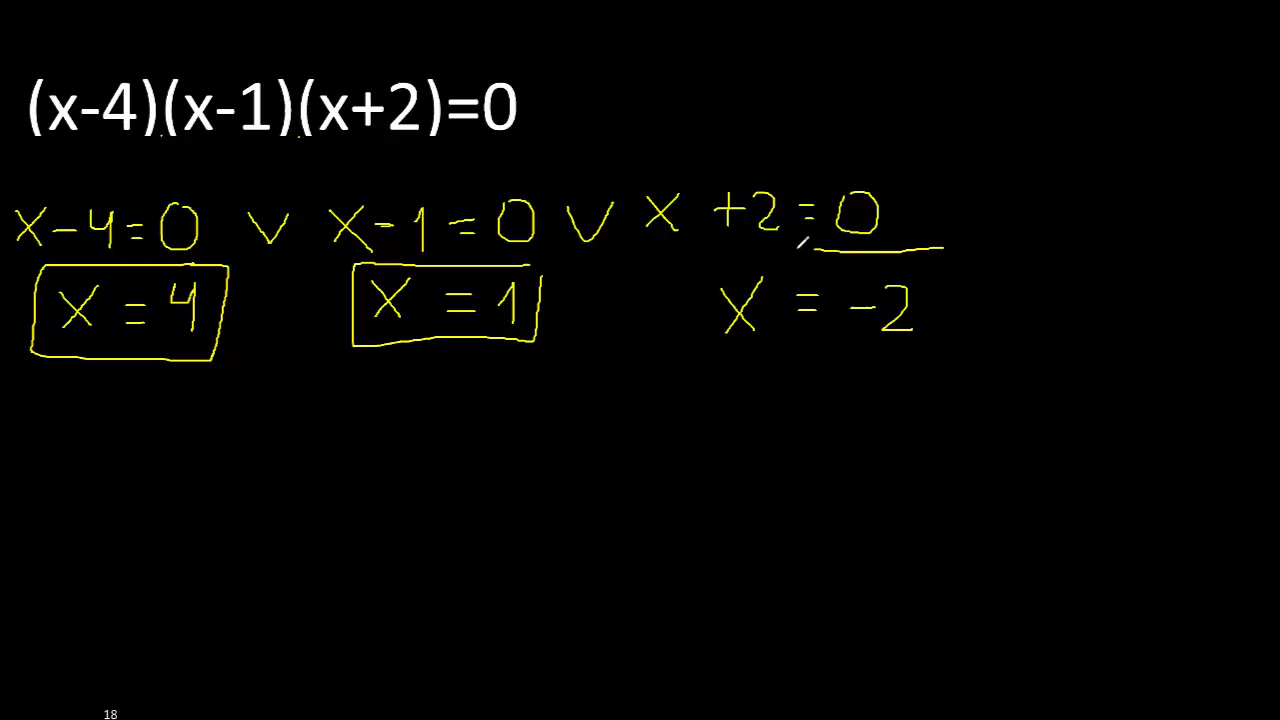 (x-4)(x-1)(x+2)=0
x-4=0 ∨ x-1=0 ∨ x+2=0
x=4 x=1 x=-2
18